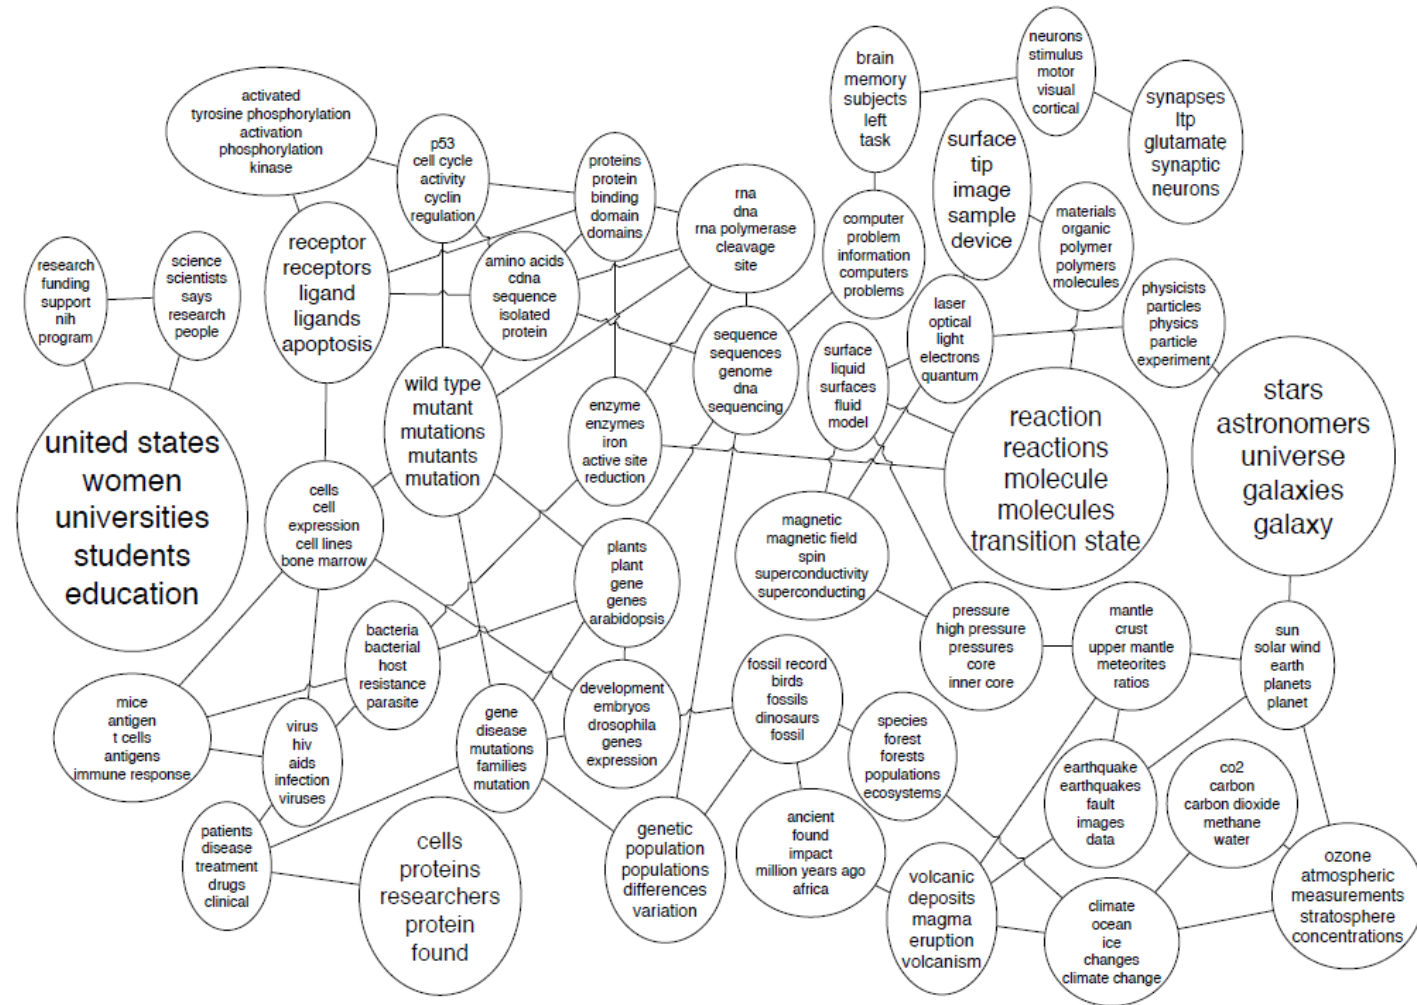 neurons
stimulus
motor
visual
cortical
brain
memory
subjects
left
task
synapses
ltp
glutamate
synaptic
neurons
activated
tyrosine phosphorylation
activation
phosphorylation
kinase
p53
cell cycle
activity
cyclin
regulation
proteins
protein
binding
domain
domains
surface
tip
image
sample
device
rna
dna
rna polymerase
cleavage
site
computer
problem
information
computers
problems
materials
organic
polymer
polymers
molecules
research
funding
support
nih
program
science
scientists
says
research
people
receptor
receptors
ligand
ligands
apoptosis
amino acids
cdna
sequence
isolated
protein
laser
optical
light
electrons
quantum
physicists
particles
physics
particle
experiment
sequence
sequences
genome
dna
sequencing
surface
liquid
surfaces
fluid
model
wild type
mutant
mutations
mutants
mutation
enzyme
enzymes
iron
active site
reduction
reaction
reactions
molecule
molecules
transition state
stars
astronomers
universe
galaxies
galaxy
united states
women
universities
students
education
cells
cell
expression
cell lines
bone marrow
plants
plant
gene
genes
arabidopsis
magnetic
magnetic field
spin
superconductivity
superconducting
pressure
high pressure
pressures
core
inner core
mantle
crust
upper mantle
meteorites
ratios
sun
solar wind
earth
planets
planet
bacteria
bacterial
host
resistance
parasite
fossil record
birds
fossils
dinosaurs
fossil
mice
antigen
t cells
antigens
immune response
virus
hiv
aids
infection
viruses
gene
disease
mutations
families
mutation
development
embryos
drosophila
genes
expression
species
forest
forests
populations
ecosystems
earthquake
earthquakes
fault
images
data
co2
carbon
carbon dioxide
methane
water
patients
disease
treatment
drugs
clinical
cells
proteins
researchers
protein
found
genetic
population
populations
differences
variation
ancient
found
impact
million years ago
africa
volcanic
deposits
magma
eruption
volcanism
climate
ocean
ice
changes
climate change
ozone
atmospheric
measurements
stratosphere
concentrations